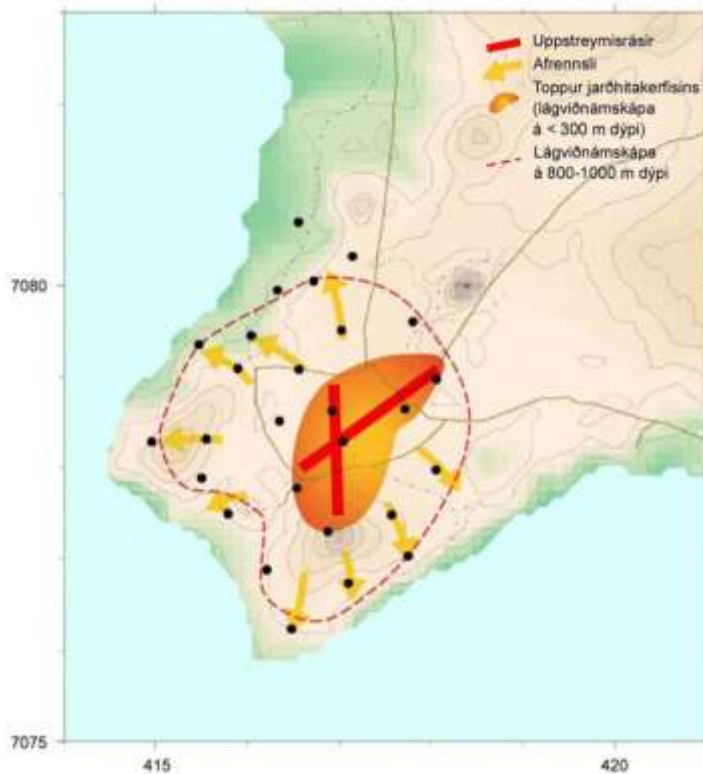 Uppstreymisrásir
Afrennsli
Toppur jarðhitakerfisins
(lágviðnámskápa
á < 300 m dýpi)
Lágviðnámskápa
á 800-1000 m dýpi
7080
7075
415
420